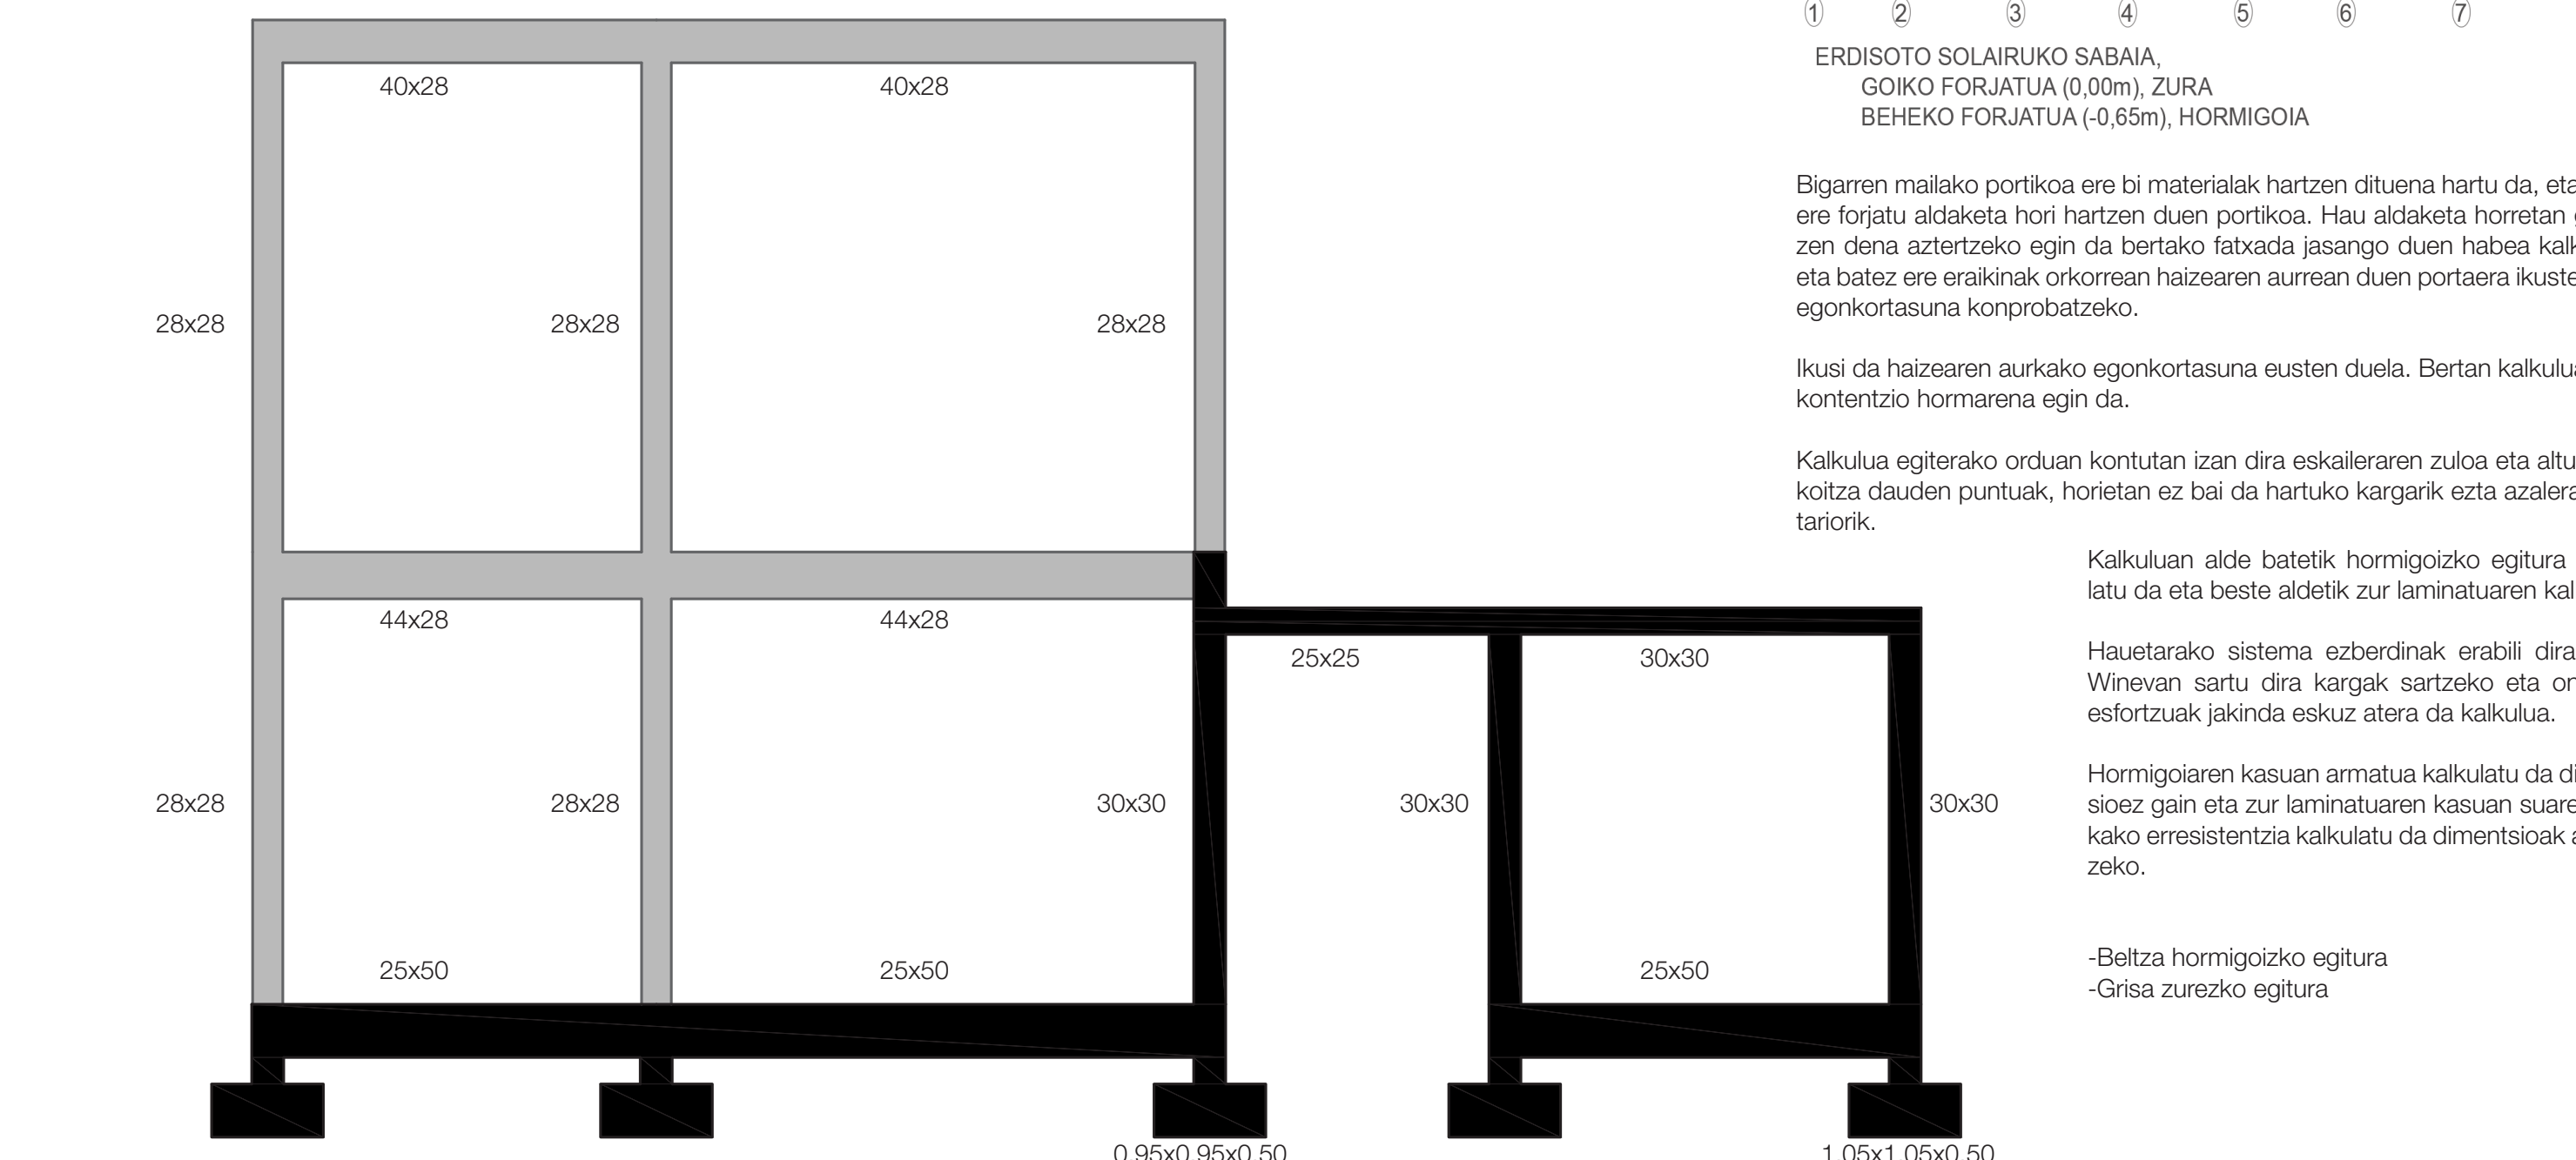 1 2 3 4 5 6 7
ERDISOTO SOLAIRUKO SABAIA,
GOIKO FORJATUA (0,00m), ZURA
BEHEKO FORJATUA (-0,65m), HORMIGOIA
40x28 40x28
28x28 28x28 28x28
44x28 44x28
25x25 30x30
28x28 28x28 30x30 30x30 30x30
25x50 25x50 25x50
0.95x0.95x0.50 1.05x1.05x0.50
Bigarren mailako portikoa ere bi materialak hartzen dituena hartu da, eta
ere forjatu aldaketa hori hartzen duen portikoa. Hau aldaketa horretan
zen dena aztertzeko egin da bertako fatxada jasango duen habea
eta batez ere eraikinak orkorrean haizearen aurrean duen portaera
egonkortasuna konprobatzeko.
Ikusi da haizearen aurkako egonkortasuna eusten duela. Bertan
kontentzio hormarena egin da.
Kalkulua egiterako orduan kontutan izan dira eskaileraren zuloa eta
koitza dauden puntuak, horietan ez bai da hartuko kargarik ezta
tariorik.
Kalkuluan alde batetik hormigoizko egitura
latu da eta beste aldetik zur laminatuaren
Hauetarako sistema ezberdinak erabili dira
Winevan sartu dira kargak sartzeko eta
esfortzuak jakinda eskuz atera da kalkulua.
Hormigoiaren kasuan armatua kalkulatu da
sioez gain eta zur laminatuaren kasuan
kako erresistentzia kalkulatu da dimentsioak
zeko.
-Beltza hormigoizko egitura
-Grisa zurezko egitura